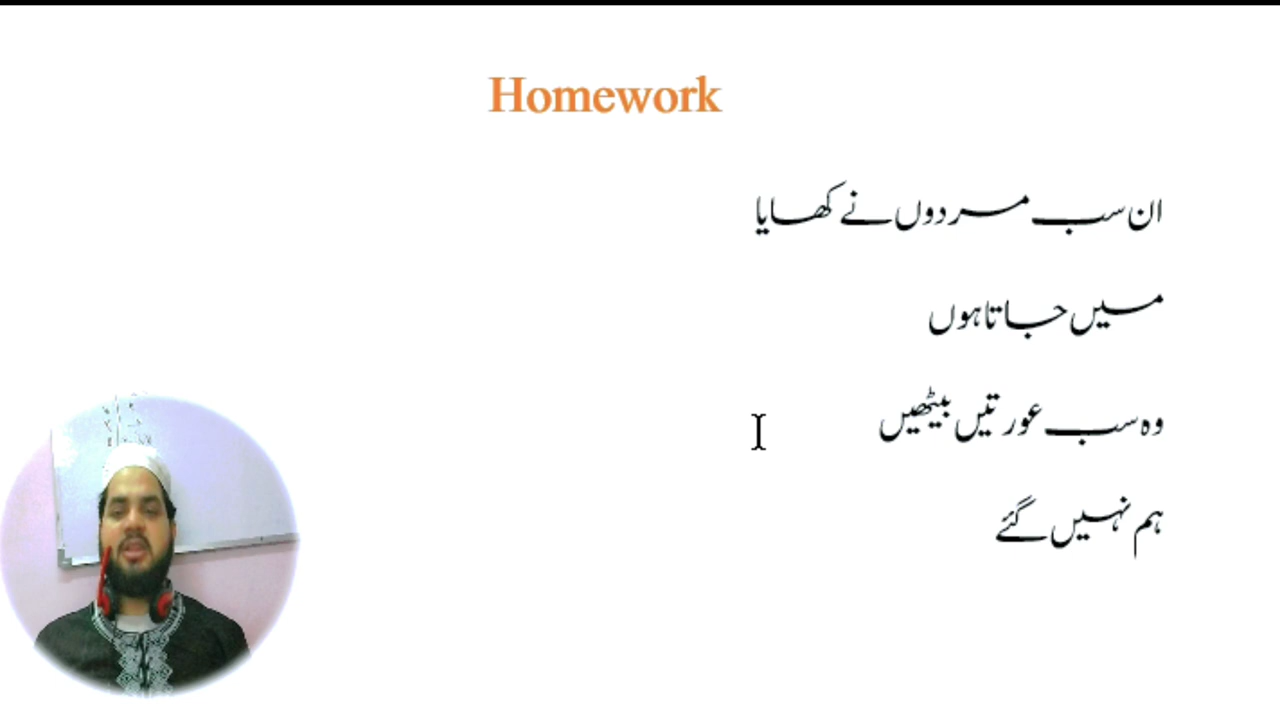 Homework
ان سب مردوں نے کھایا
میں جاتا ہوں
وہ سب عورتیں بیٹھیں
ہم نہیں گئے